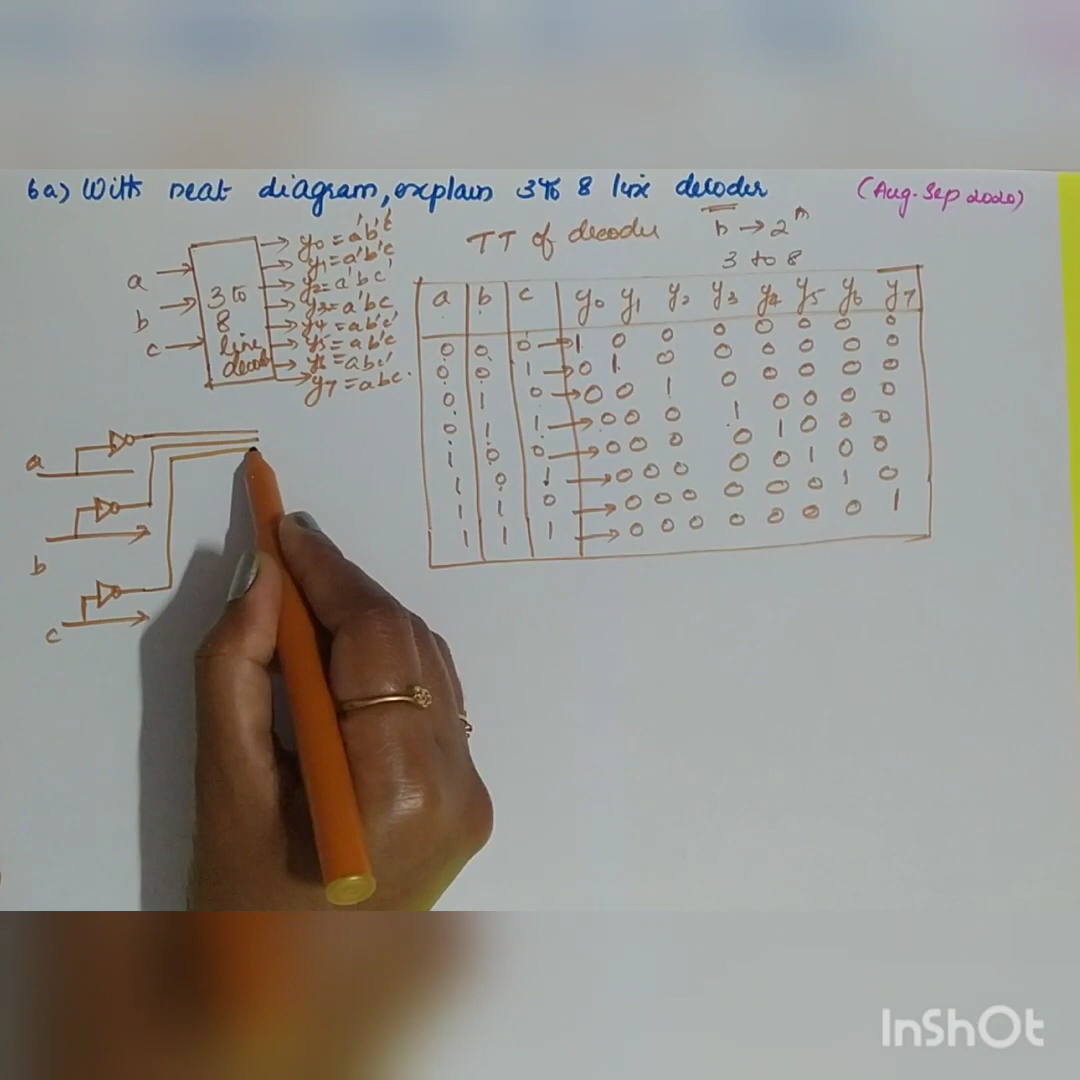 6a) With neat diagram, explain 3 to 8 line decoder (Aug-Sep 2020)
TT of decoder n → 2ⁿ
3 to 8
a
b
c
3 to
8
line
decod
y0 = a'b'c'
y1 = a'b'c
y2 = a'bc'
y3 = a'bc
y4 = ab'c'
y5 = ab'c
y6 = abc'
y7 = abc.
a b c y0 y1 y2 y3 y4 y5 y6 y7
0 0 0 → 1 0 0 0 0 0 0 0
0 0 1 → 0 1 0 0 0 0 0 0
0 1 0 → 0 0 1 0 0 0 0 0
0 1 1 → 0 0 0 1 0 0 0 0
1 0 0 → 0 0 0 0 1 0 0 0
1 0 1 → 0 0 0 0 0 1 0 0
1 1 0 → 0 0 0 0 0 0 1 0
1 1 1 → 0 0 0 0 0 0 0 1
a
b
c
InShOt